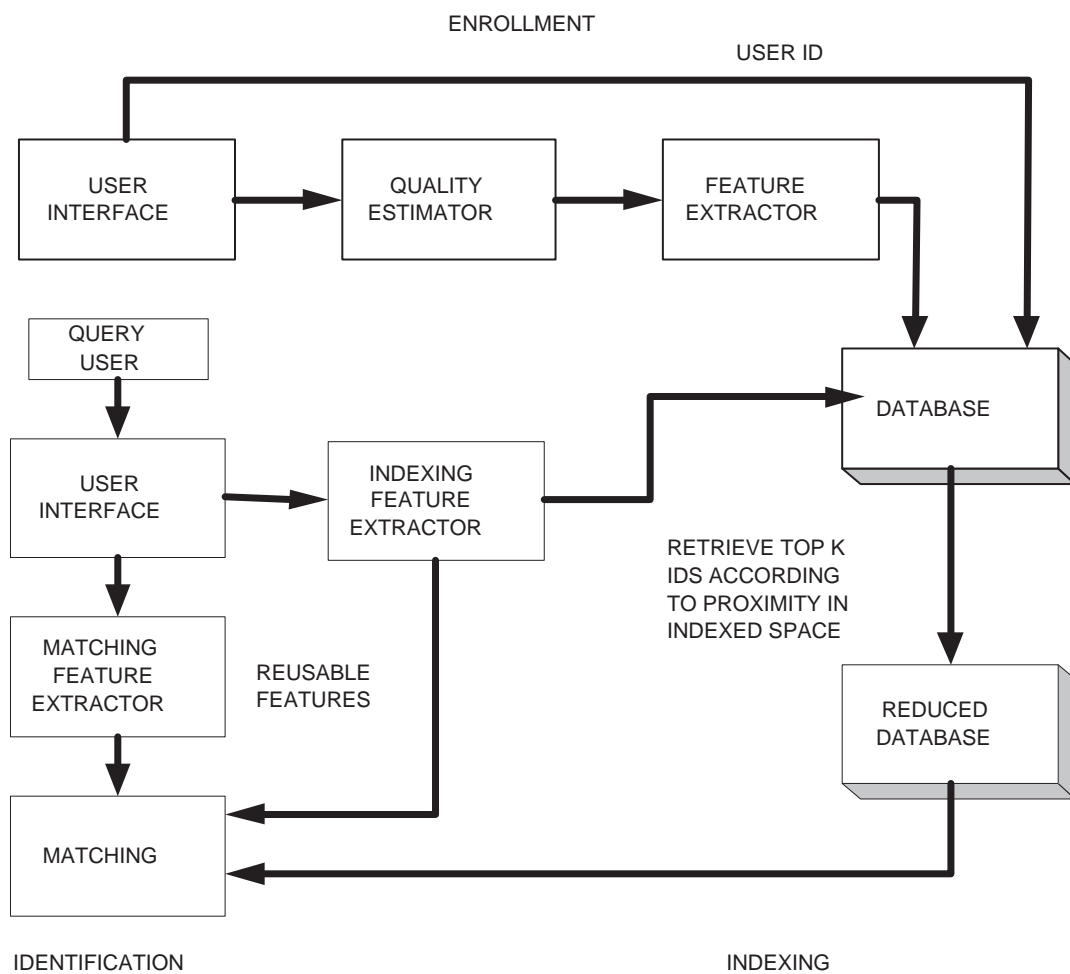 ENROLLMENT
USER ID
USER
INTERFACE
QUALITY
ESTIMATOR
FEATURE
EXTRACTOR
QUERY
USER
DATABASE
USER
INTERFACE
INDEXING
FEATURE
EXTRACTOR
RETRIEVE TOP K
IDS ACCORDING
TO PROXIMITY IN
INDEXED SPACE
MATCHING
FEATURE
EXTRACTOR
REUSABLE
FEATURES
REDUCED
DATABASE
MATCHING
IDENTIFICATION
INDEXING